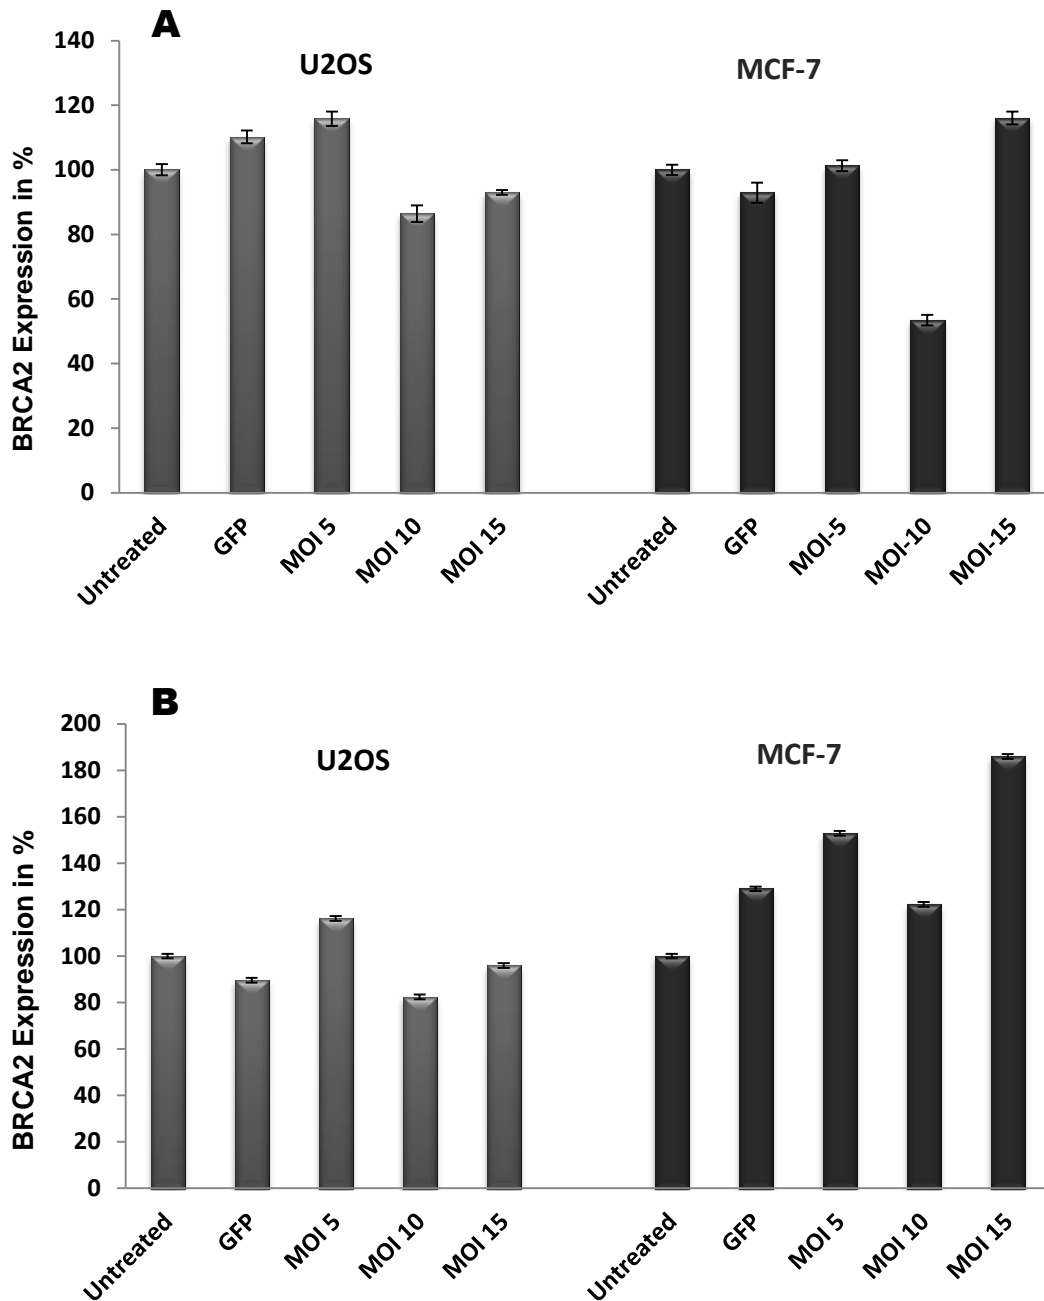 A
140
120
100
80
60
40
20
0
BRCA2 Expression in %
U2OS
MCF-7
Untreated
GFP
MOI 5
MOI 10
MOI 15
Untreated
GFP
MOI-5
MOI-10
MOI-15
B
200
180
160
140
120
100
80
60
40
20
0
BRCA2 Expression in %
U2OS
MCF-7
Untreated
GFP
MOI 5
MOI 10
MOI 15
Untreated
GFP
MOI 5
MOI 10
MOI 15